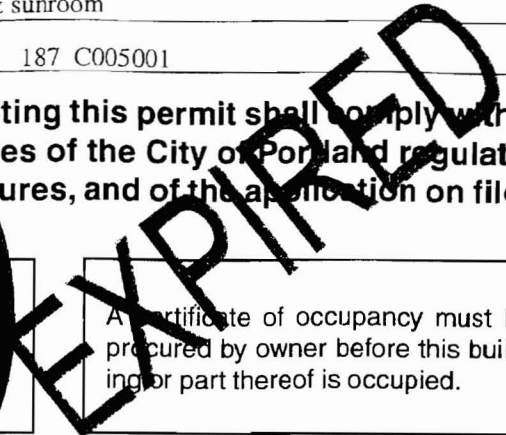 sunroom
187 C005001
ting this permit shall comply with
es of the City of Portland regulat
ures, and of the application on file
A certificate of occupancy must
procured by owner before this buil
ing or part thereof is occupied.
EXPIRED